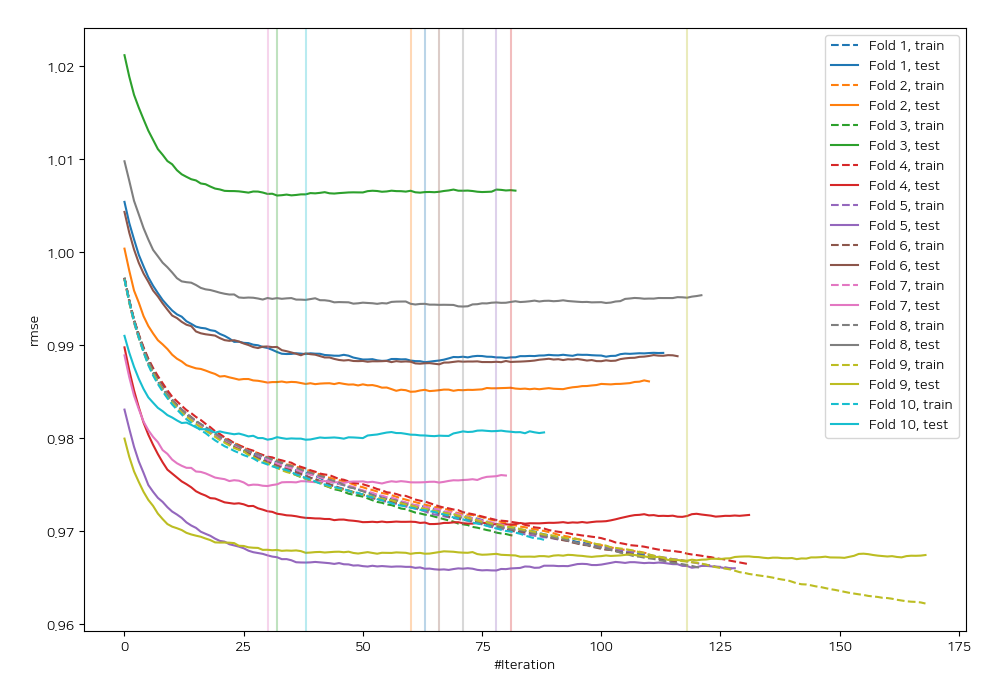 1,02
1,01
1,00
0,99
0,98
0,97
0,96
rmse
0
25
50
75
100
125
150
175
#Iteration
Fold 1, train
Fold 1, test
Fold 2, train
Fold 2, test
Fold 3, train
Fold 3, test
Fold 4, train
Fold 4, test
Fold 5, train
Fold 5, test
Fold 6, train
Fold 6, test
Fold 7, train
Fold 7, test
Fold 8, train
Fold 8, test
Fold 9, train
Fold 9, test
Fold 10, train
Fold 10, test